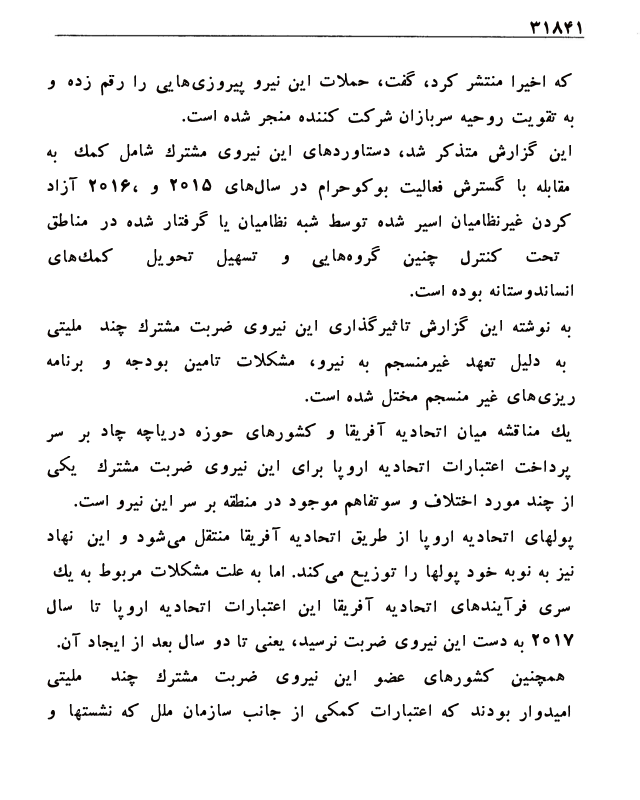 ۳۱۸۴۱
که اخیرا منتشر کرد، گفت، حملات این نیرو پیروزی‌هایی را رقم زده و
به تقویت روحیه سربازان شرکت کننده منجر شده است.
این گزارش متذکر شد، دستاوردهای این نیروی مشترك شامل کمك به
مقابله با گسترش فعالیت بوکوحرام در سال‌های ۲۰۱۵ و ۲۰۱۶، آزاد
کردن غیرنظامیان اسیر شده توسط شبه نظامیان یا گرفتار شده در مناطق
تحت کنترل چنین گروه‌هایی و تسهیل تحویل کمك‌های
انساندوستانه بوده است.
به نوشته این گزارش تاثیرگذاری این نیروی ضربت مشترك چند ملیتی
به دلیل تعهد غیرمنسجم به نیرو، مشکلات تامین بودجه و برنامه
ریزی‌های غیر منسجم مختل شده است.
یك مناقشه میان اتحادیه آفریقا و کشورهای حوزه دریاچه چاد بر سر
پرداخت اعتبارات اتحادیه اروپا برای این نیروی ضربت مشترك یکی
از چند مورد اختلاف و سوتفاهم موجود در منطقه بر سر این نیرو است.
پولهای اتحادیه اروپا از طریق اتحادیه آفریقا منتقل می‌شود و این نهاد
نیز به نوبه خود پولها را توزیع می‌کند. اما به علت مشکلات مربوط به یك
سری فرآیندهای اتحادیه آفریقا این اعتبارات اتحادیه اروپا تا سال
۲۰۱۷ به دست این نیروی ضربت نرسید، یعنی تا دو سال بعد از ایجاد آن.
همچنین کشورهای عضو این نیروی ضربت مشترك چند ملیتی
امیدوار بودند که اعتبارات کمکی از جانب سازمان ملل که نشستها و